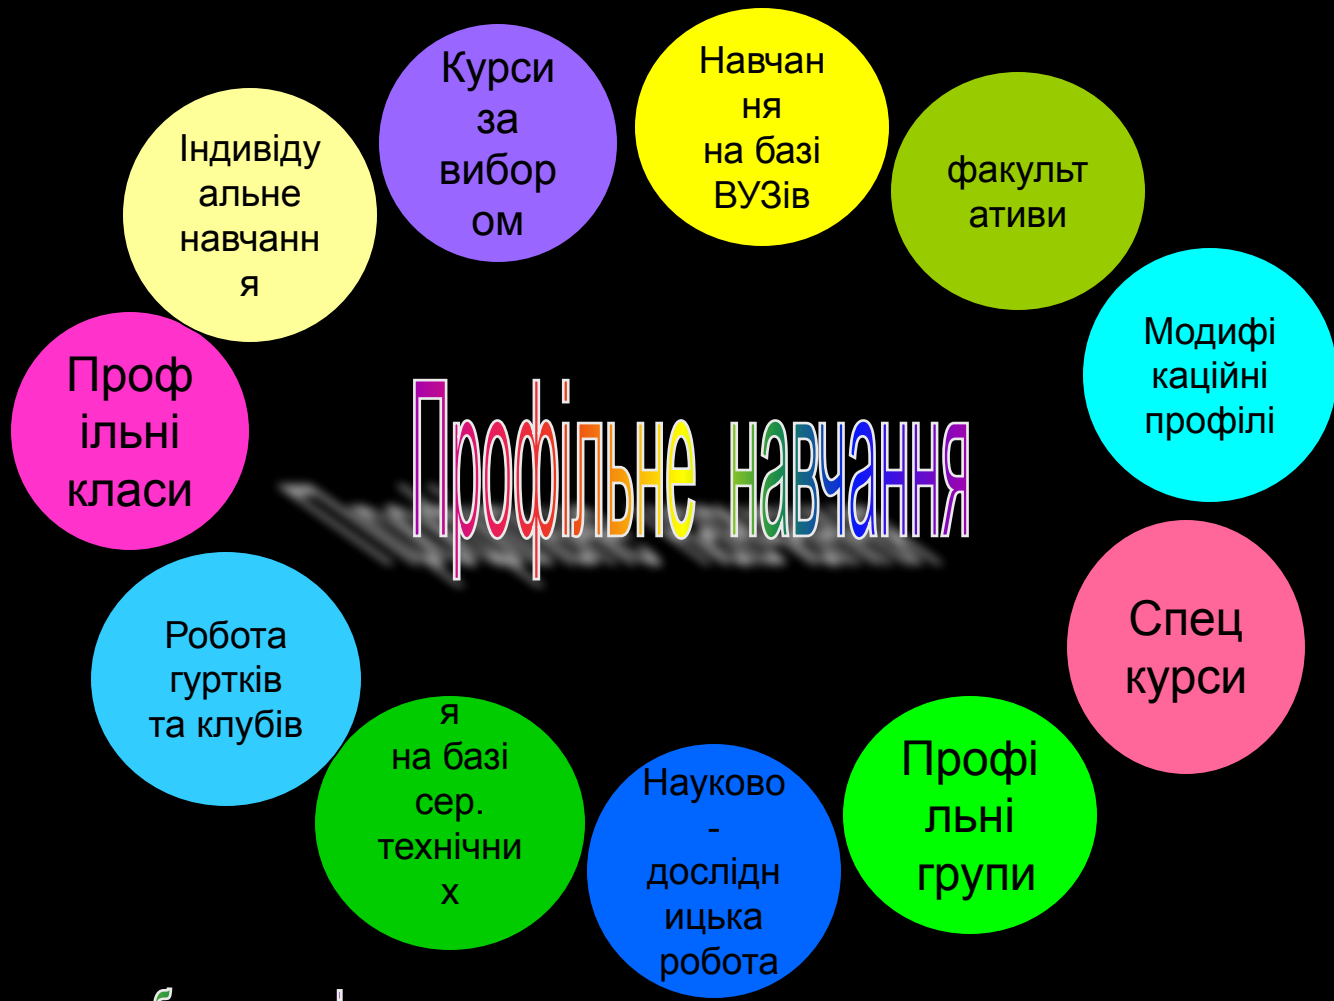 Курси
за
вибор
ом
Навчан
ня
на базі
ВУЗів
факульт
ативи
Індивіду
альне
навчанн
я
Модифі
каційні
профілі
Проф
ільні
класи
Профільне навчання
Спец
курси
Робота
гуртків
та клубів
я
на базі
сер.
технічни
х
Науково
-
дослідн
ицька
робота
Профі
льні
групи